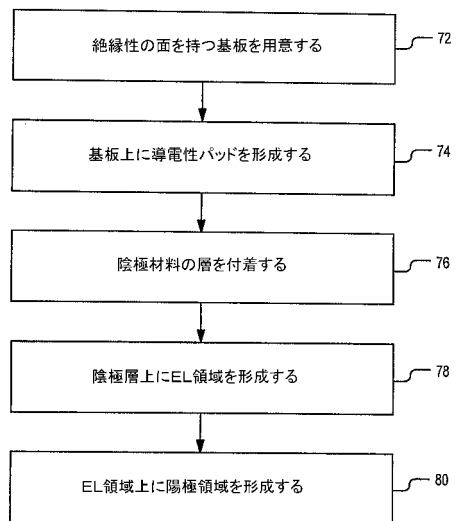 絶縁性の面を持つ基板を用意する
72
基板上に導電性パッドを形成する
74
陰極材料の層を付着する
76
陰極層上にEL領域を形成する
78
EL領域上に陽極領域を形成する
80